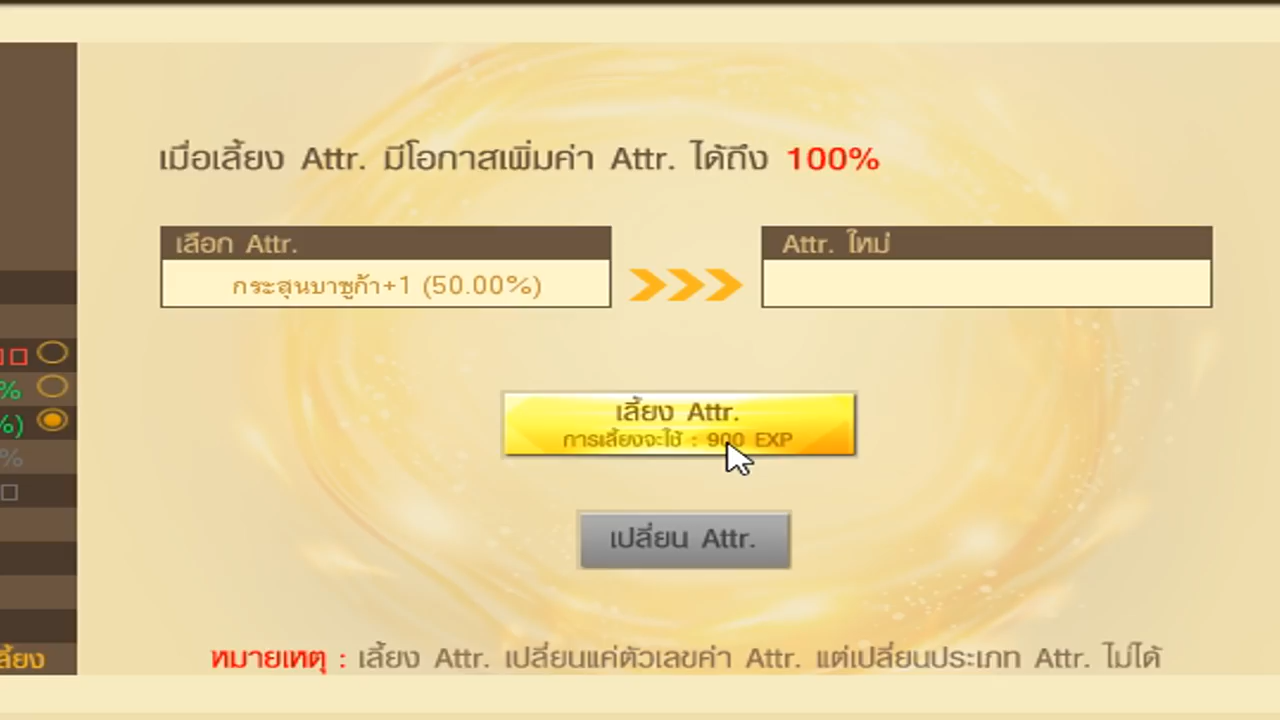 เมื่อเลี้ยง Attr. มีโอกาสเพิ่มค่า Attr. ได้ถึง 100%
เลือก Attr.
Attr. ใหม่
กระสุนบาซูก้า+1 (50.00%)
เลี้ยง Attr.
การเลี้ยงจะใช้ : 900 EXP
%
%)
%
เปลี่ยน Attr.
หมายเหตุ : เลี้ยง Attr. เปลี่ยนแค่ตัวเลขค่า Attr. แต่เปลี่ยนประเภท Attr. ไม่ได้